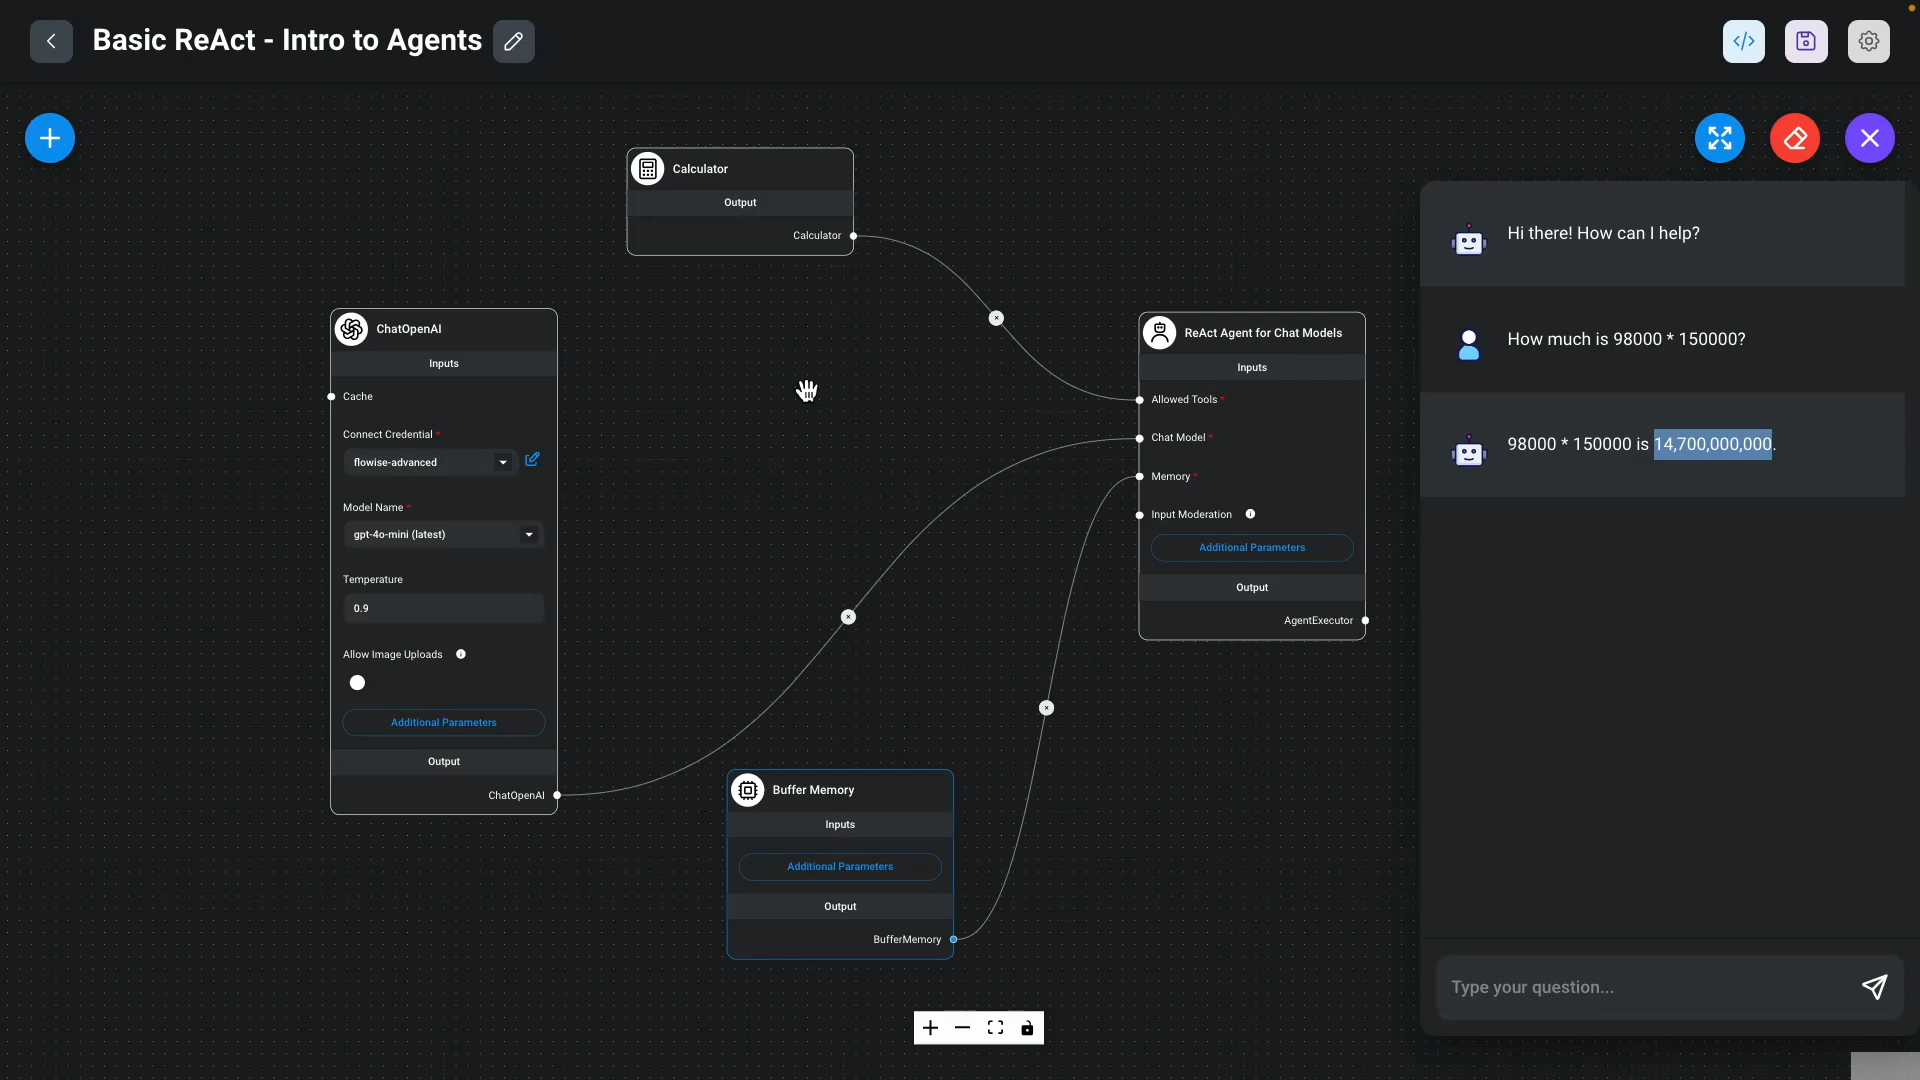 Basic ReAct - Intro to Agents
Calculator
Output
Calculator
ChatOpenAI
Inputs
Cache
Connect Credential *
flowise-advanced
Model Name *
gpt-4o-mini (latest)
Temperature
0.9
Allow Image Uploads
Additional Parameters
Output
ChatOpenAI
Buffer Memory
Inputs
Additional Parameters
Output
BufferMemory
ReAct Agent for Chat Models
Inputs
Allowed Tools *
Chat Model *
Memory *
Input Moderation
Additional Parameters
Output
AgentExecutor
Hi there! How can I help?
How much is 98000 * 150000?
98000 * 150000 is 14,700,000,000.
Type your question...